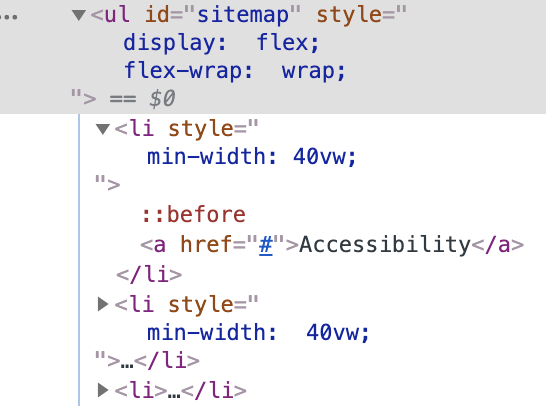 … ▼<ul id="sitemap" style="
display: flex;
flex-wrap: wrap;
"> == $0
▼<li style="
min-width: 40vw;
">
::before
<a href="#">Accessibility</a>
</li>
▶<li style="
min-width: 40vw;
">…</li>
▶<li>…</li>